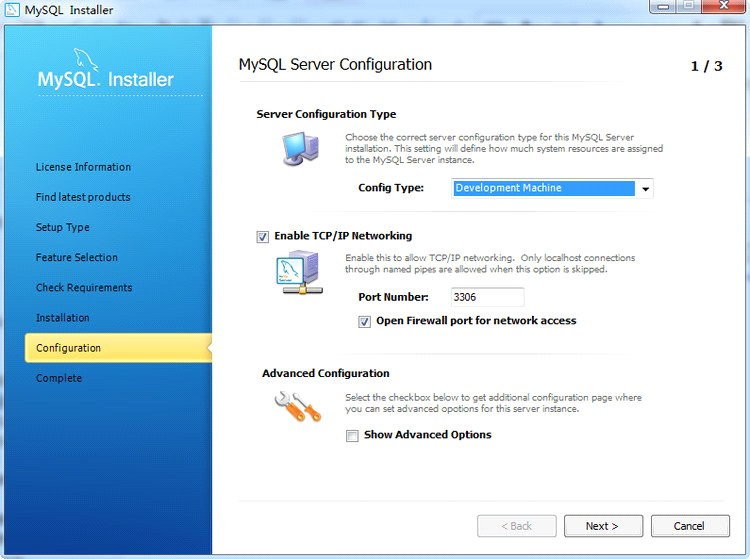 MySQL Installer
MySQL. Installer
License Information
Find latest products
Setup Type
Feature Selection
Check Requirements
Installation
Configuration
Complete
MySQL Server Configuration
1 / 3
Server Configuration Type
Choose the correct server configuration type for this MySQL Server
installation. This setting will define how much system resources are assigned
to the MySQL Server instance.
Config Type:
Development Machine
Enable TCP/IP Networking
Enable this to allow TCP/IP networking. Only localhost connections
through named pipes are allowed when this option is skipped.
Port Number:
3306
Open Firewall port for network access
Advanced Configuration
Select the checkbox below to get additional configuration page where
you can set advanced opotions for this server instance.
Show Advanced Options
< Back
Next >
Cancel